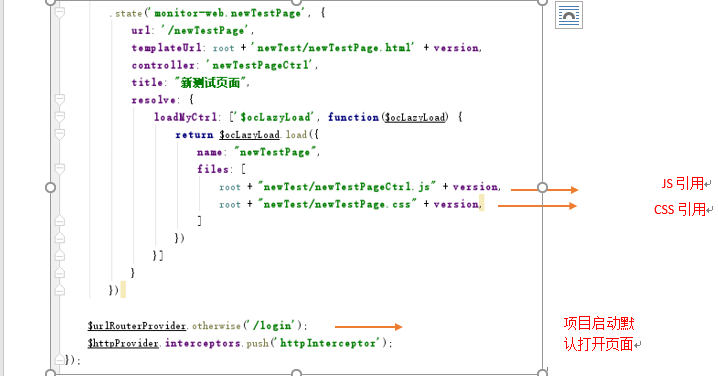 .state('monitor-web.newTestPage', {
url: '/newTestPage',
templateUrl: root + 'newTest/newTestPage.html' + version,
controller: 'newTestPageCtrl',
title: "新测试页面",
resolve: {
loadMyCtrl: ['$ocLazyLoad', function($ocLazyLoad) {
return $ocLazyLoad.load({
name: "newTestPage",
files: [
root + "newTest/newTestPageCtrl.js" + version,
JS 引用
root + "newTest/newTestPage.css" + version,
CSS 引用
]
})
}]
}
})
$urlRouterProvider.otherwise('/login');
项目启动默
认打开页面
$httpProvider.interceptors.push('httpInterceptor');
});